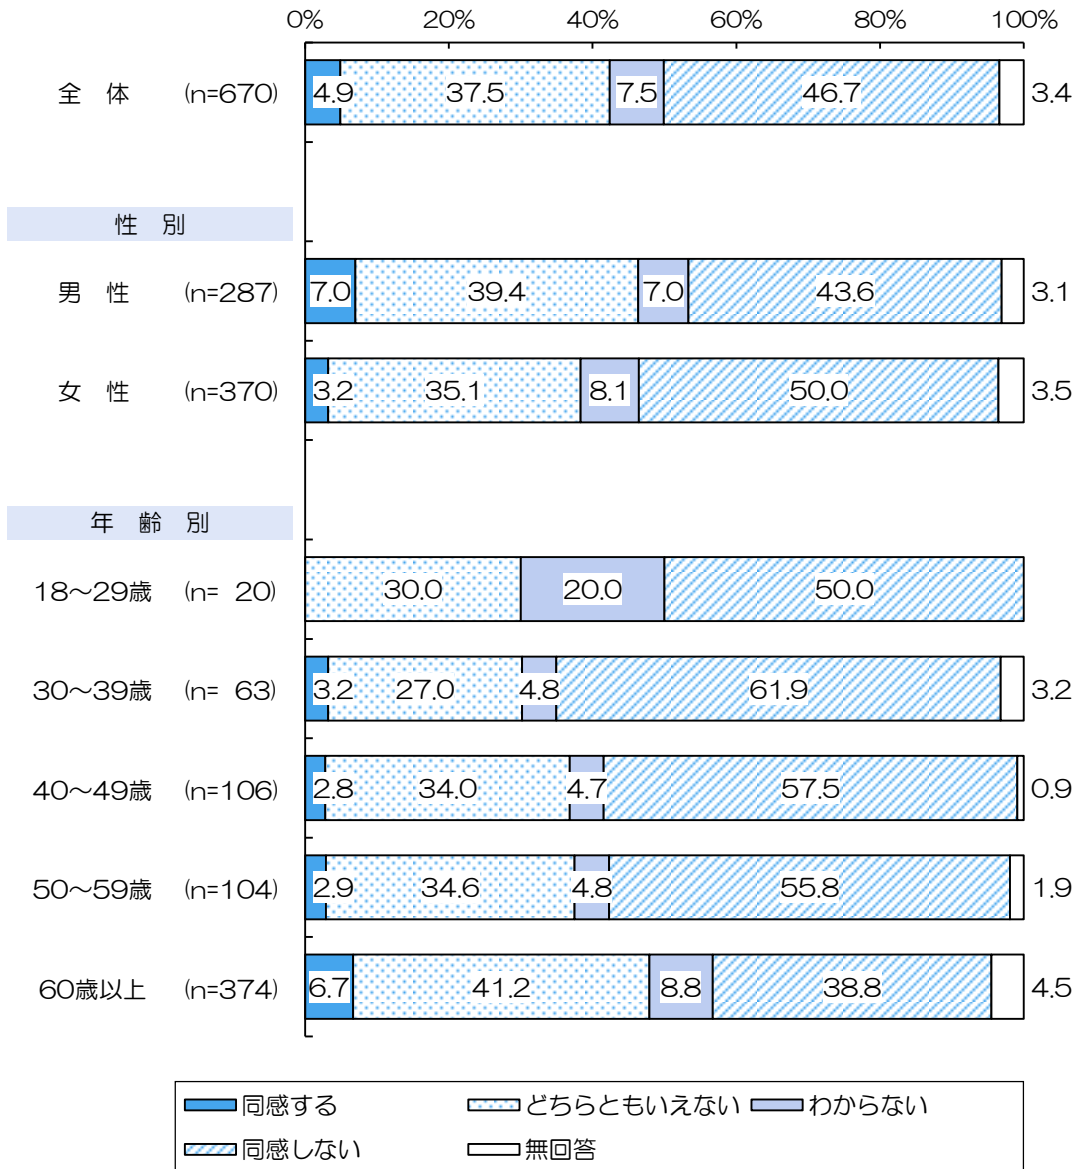 0% 20% 40% 60% 80% 100%
全 体 (n=670) 4.9 37.5 7.5 46.7 3.4
性 別
男 性 (n=287) 7.0 39.4 7.0 43.6 3.1
女 性 (n=370) 3.2 35.1 8.1 50.0 3.5
年 齢 別
18～29歳 (n= 20) 30.0 20.0 50.0
30～39歳 (n= 63) 3.2 27.0 4.8 61.9 3.2
40～49歳 (n=106) 2.8 34.0 4.7 57.5 0.9
50～59歳 (n=104) 2.9 34.6 4.8 55.8 1.9
60歳以上 (n=374) 6.7 41.2 8.8 38.8 4.5
同感する どちらともいえない わからない
同感しない 無回答